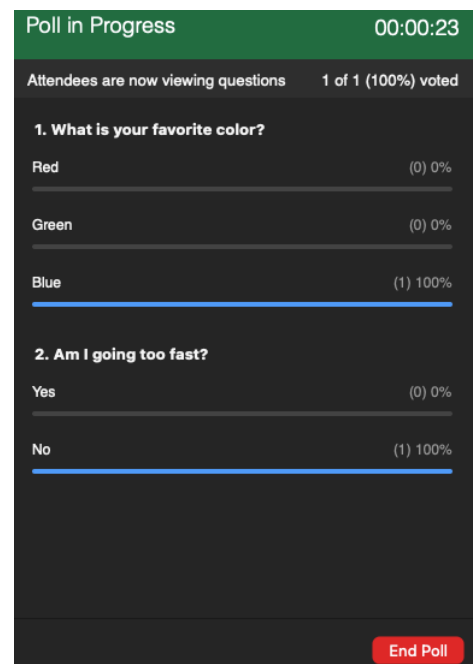 Poll in Progress 00:00:23
Attendees are now viewing questions 1 of 1 (100%) voted
1. What is your favorite color?
Red (0) 0%
Green (0) 0%
Blue (1) 100%
2. Am I going too fast?
Yes (0) 0%
No (1) 100%
End Poll